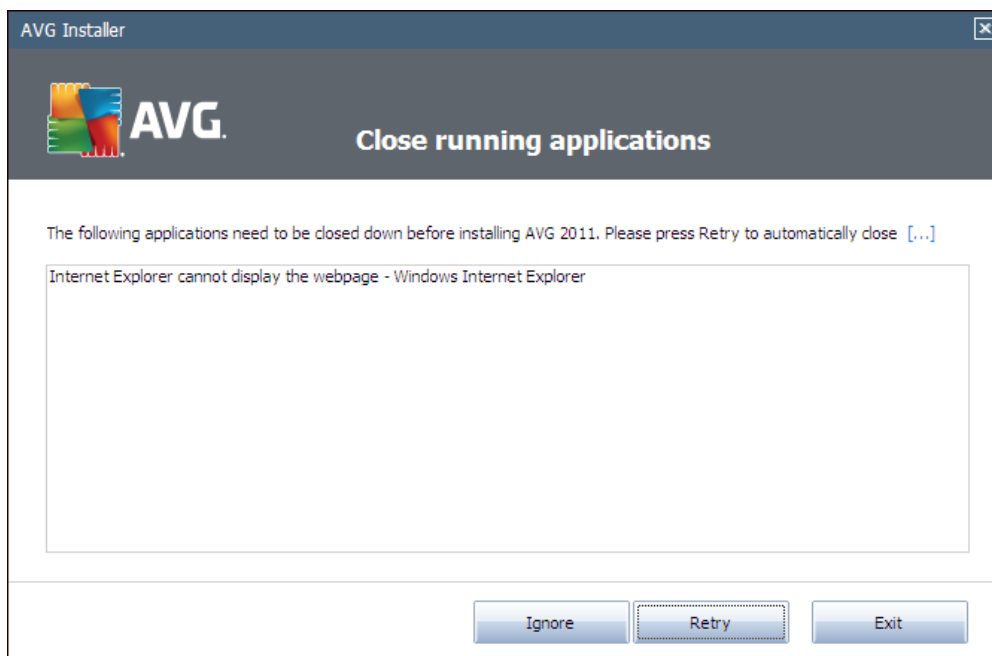 AVG Installer
AVG.
Close running applications
The following applications need to be closed down before installing AVG 2011. Please press Retry to automatically close [...]
Internet Explorer cannot display the webpage - Windows Internet Explorer
Ignore Retry Exit